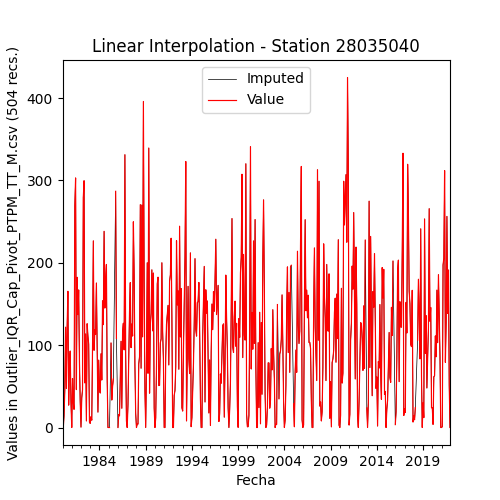 Linear Interpolation - Station 28035040
Imputed
Value
Values in Outlier_IQR_Cap_Pivot_PTPM_TT_M.csv (504 recs.)
400
300
200
100
0
1984 1989 1994 1999 2004 2009 2014 2019
Fecha